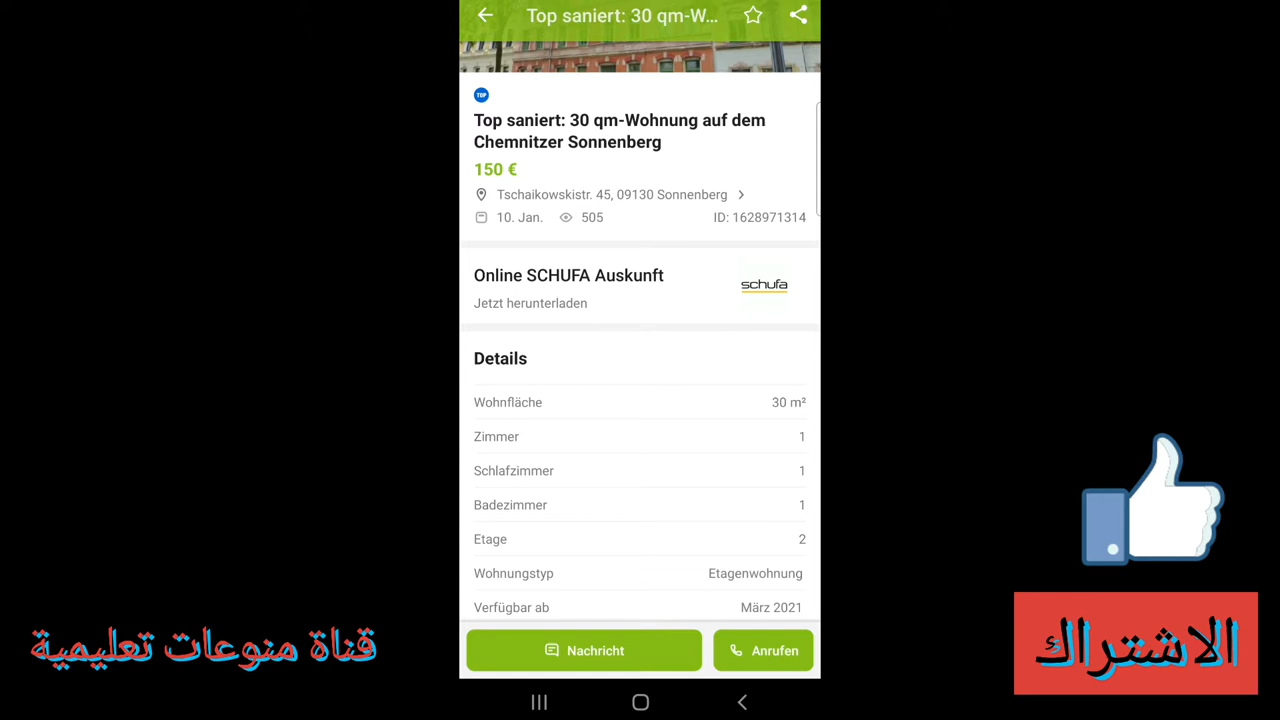 Top saniert: 30 qm-W...
TOP
Top saniert: 30 qm-Wohnung auf dem
Chemnitzer Sonnenberg
150 €
Tschaikowskistr. 45, 09130 Sonnenberg
10. Jan. 505 ID: 1628971314
Online SCHUFA Auskunft
schufa
Jetzt herunterladen
Details
Wohnfläche 30 m²
Zimmer 1
Schlafzimmer 1
Badezimmer 1
Etage 2
Wohnungstyp Etagenwohnung
Verfügbar ab März 2021
Nachricht Anrufen
قناة منوعات تعليمية
الاشتراك